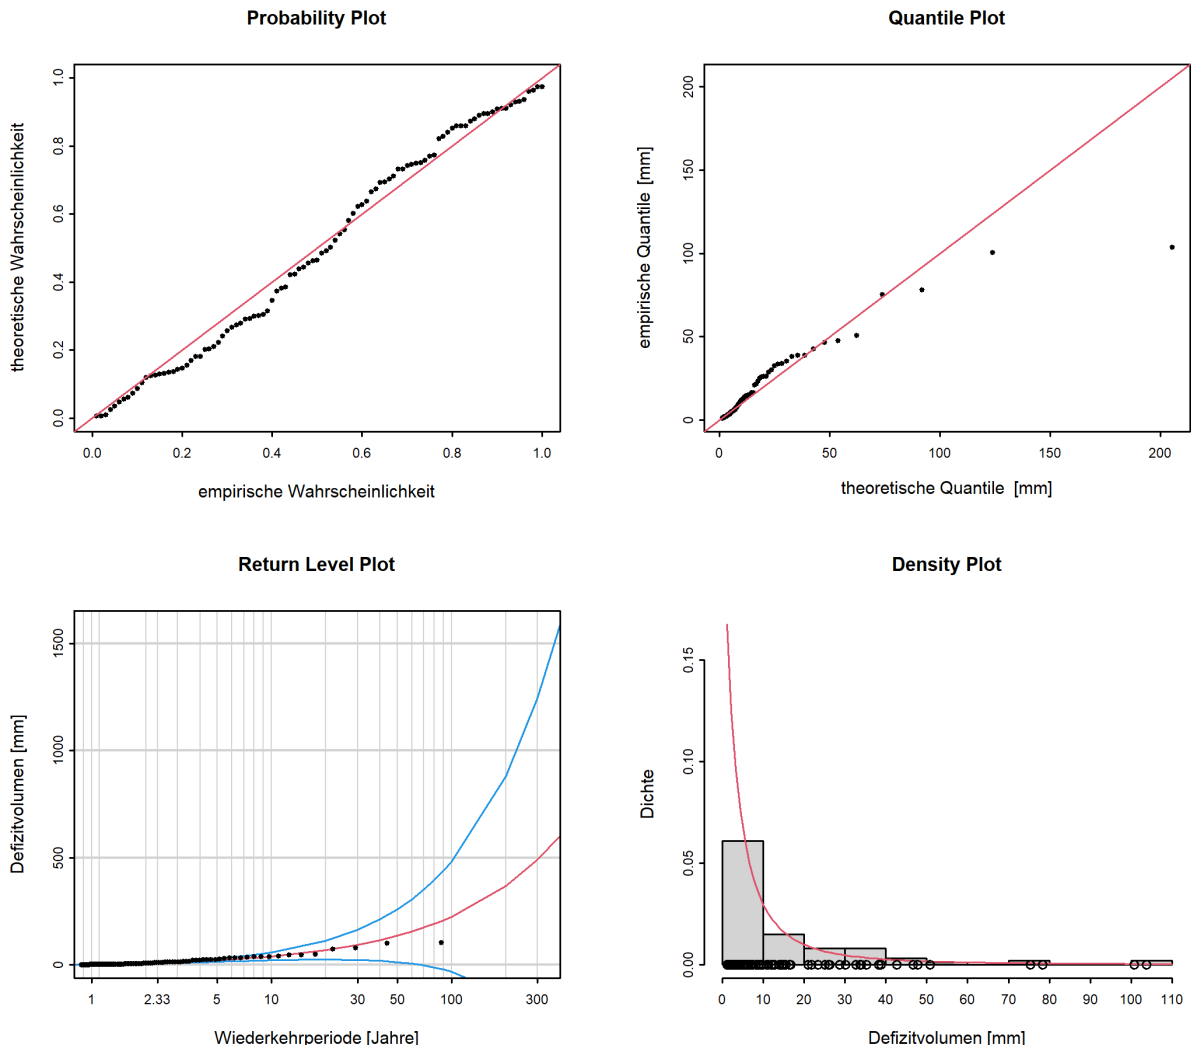 Probability Plot
theoretische Wahrscheinlichkeit
1.0
0.8
0.6
0.4
0.2
0.0
0.0 0.2 0.4 0.6 0.8 1.0
empirische Wahrscheinlichkeit
Quantile Plot
empirische Quantile [mm]
200
150
100
50
0
0 50 100 150 200
theoretische Quantile [mm]
Return Level Plot
Defizitvolumen [mm]
1500
1000
500
0
1 2.33 5 10 30 50 100 300
Wiederkehrperiode [Jahre]
Density Plot
Dichte
0.15
0.10
0.05
0.00
0 10 20 30 40 50 60 70 80 90 100 110
Defizitvolumen [mm]